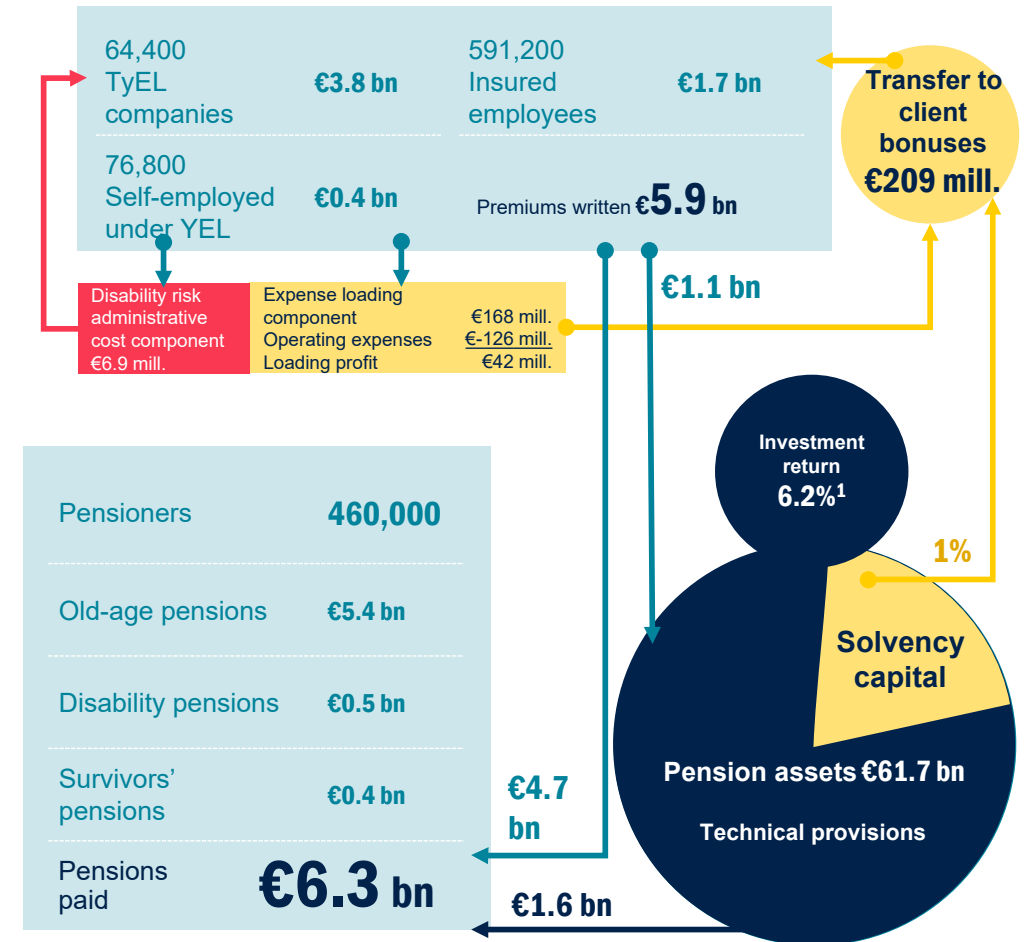 64,400
TyEL
companies
€3.8 bn
591,200
Insured
employees
€1.7 bn
76,800
Self-employed
under YEL
€0.4 bn
Premiums written €5.9 bn
Transfer to
client
bonuses
€209 mill.
Disability risk
administrative
cost component
€6.9 mill.
Expense loading
component €168 mill.
Operating expenses €-126 mill.
Loading profit €42 mill.
€1.1 bn
Investment
return
6.2%¹
1%
Solvency
capital
Pension assets €61.7 bn
Technical provisions
Pensioners 460,000
Old-age pensions €5.4 bn
Disability pensions €0.5 bn
Survivors’
pensions
€0.4 bn
Pensions
paid
€6.3 bn
€4.7
bn
€1.6 bn